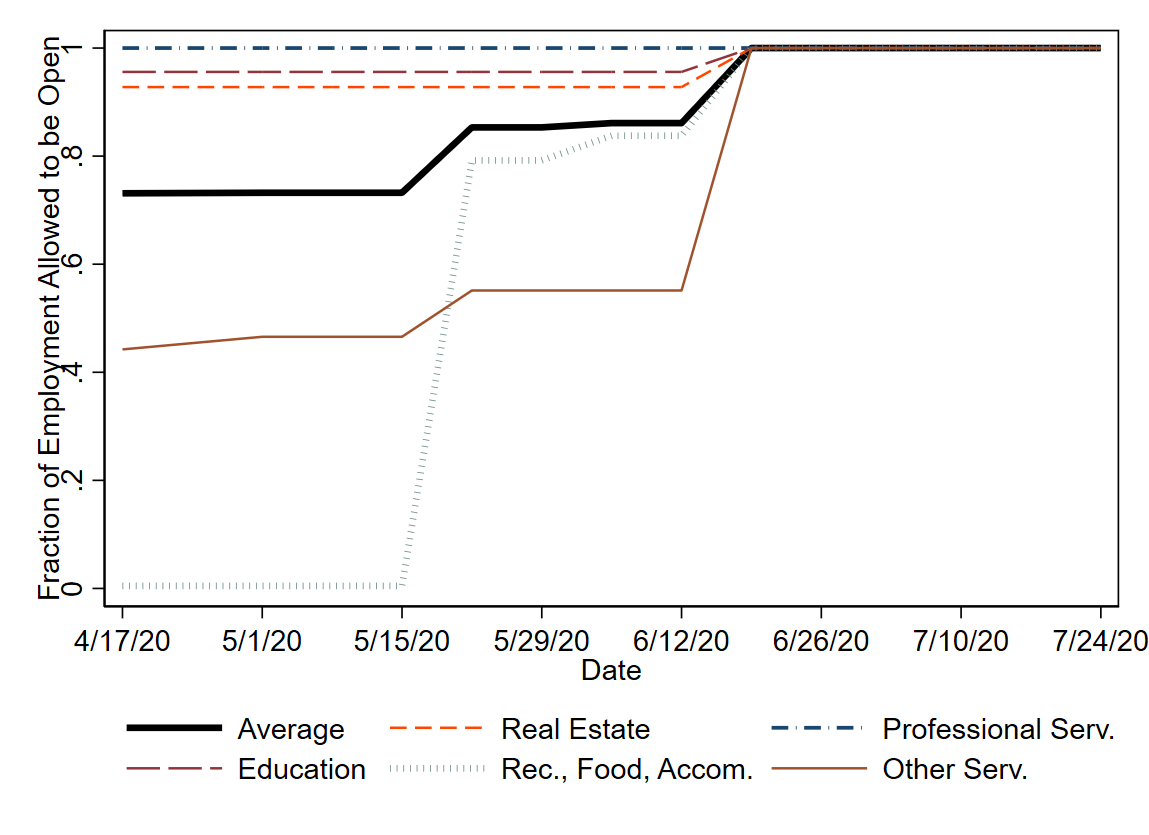 Fraction of Employment Allowed to be Open
1
.8
.6
.4
.2
0
4/17/20 5/1/20 5/15/20 5/29/20 6/12/20 6/26/20 7/10/20 7/24/20
Date
Average Real Estate Professional Serv.
Education Rec., Food, Accom. Other Serv.